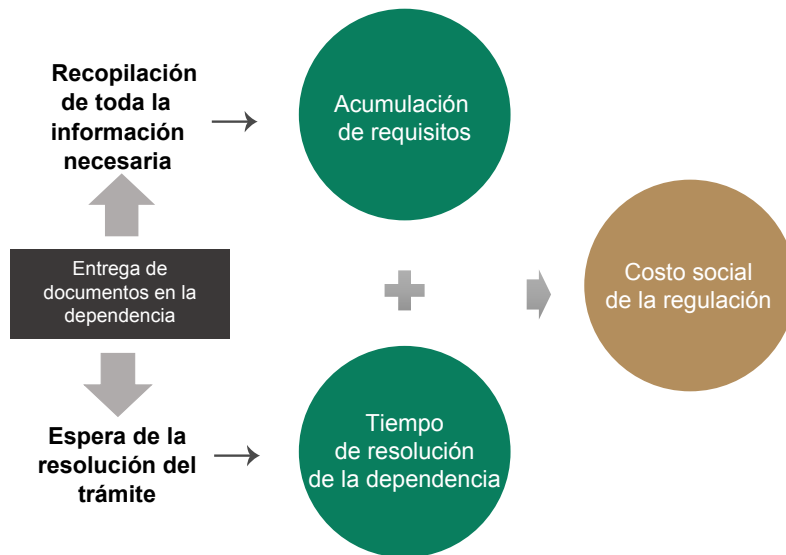 Recopilación
de toda la
información
necesaria
Acumulación
de requisitos
Entrega de
documentos en la
dependencia
Costo social
de la regulación
Espera de la
resolución del
trámite
Tiempo
de resolución
de la dependencia